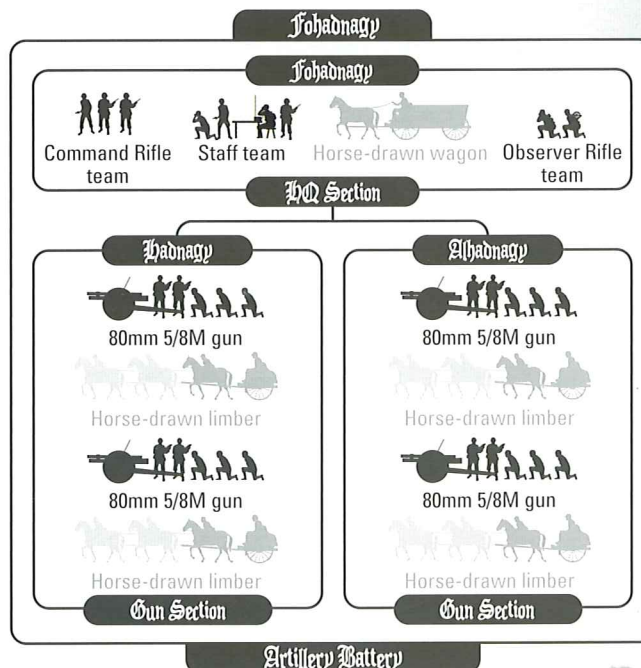 Fohadnagy
Fohadnagy
Command Rifle
team
Staff team
Horse-drawn wagon
Observer Rifle
team
HQ Section
Hadnagy
80mm 5/8M gun
Horse-drawn limber
80mm 5/8M gun
Horse-drawn limber
Gun Section
Alhadnagy
80mm 5/8M gun
Horse-drawn limber
80mm 5/8M gun
Horse-drawn limber
Gun Section
Artillery Battery